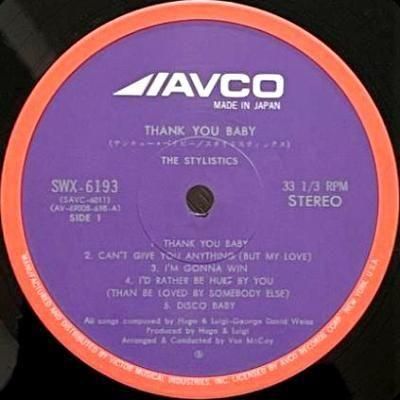 AVCO
MADE IN JAPAN
THANK YOU BABY
(サンキュー・ベイビー/スタイリスティックス)
THE STYLISTICS
SWX-6193
(SAVC-6011)
(AV-69008-698-A)
SIDE 1
33 1/3 RPM
STEREO
1. THANK YOU BABY
2. CAN'T GIVE YOU ANYTHING (BUT MY LOVE)
3. I'M GONNA WIN
4. I'D RATHER BE HURT BY YOU
(THAN BE LOVED BY SOMEBODY ELSE)
5. DISCO BABY
All songs composed by Hugo & Luigi-George David Weiss
Produced by Hugo & Luigi
Arranged & Conducted by Van McCoy
MANUFACTURED AND DISTRIBUTED BY VICTOR MUSICAL INDUSTRIES, INC. UNDER LICENSED BY AVCO RECORDS CORP. NEW YORK, U.S.A.